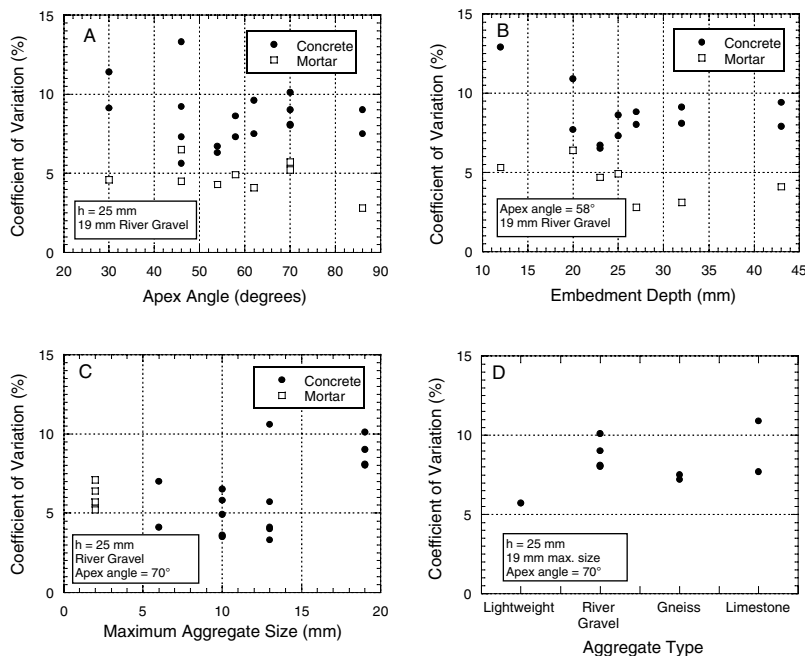 A
Concrete
Mortar
Coefficient of Variation (%)
15
10
5
0
h = 25 mm
19 mm River Gravel
20 30 40 50 60 70 80 90
Apex Angle (degrees)
B
Concrete
Mortar
Coefficient of Variation (%)
15
10
5
0
Apex angle = 58°
19 mm River Gravel
10 15 20 25 30 35 40 45
Embedment Depth (mm)
C
Concrete
Mortar
Coefficient of Variation (%)
15
10
5
0
h = 25 mm
River Gravel
Apex angle = 70°
0 5 10 15 20
Maximum Aggregate Size (mm)
D
Coefficient of Variation (%)
15
10
5
0
h = 25 mm
19 mm max. size
Apex angle = 70°
Lightweight River Gneiss Limestone
Gravel
Aggregate Type